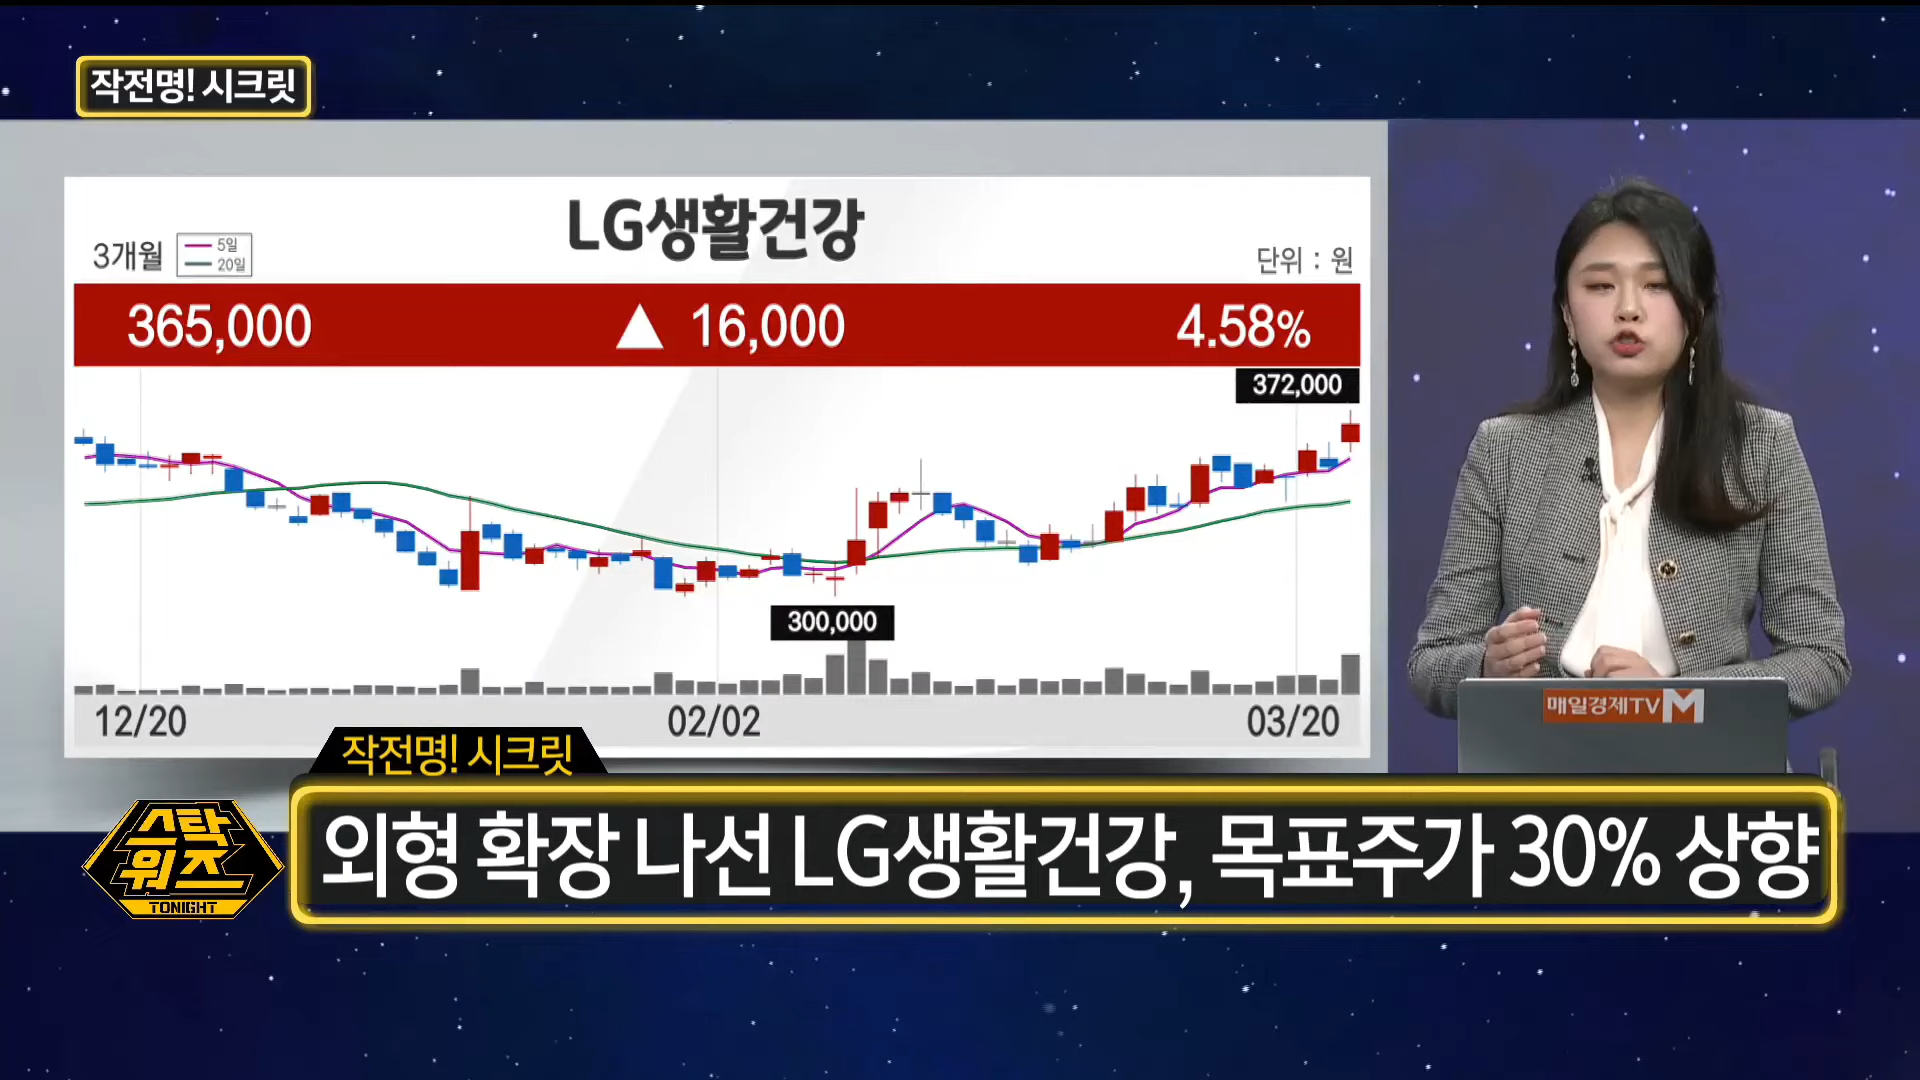 작전명! 시크릿
LG생활건강
3개월
5일
20일
단위 : 원
365,000 ▲ 16,000 4.58%
372,000
300,000
12/20 02/02 03/20
매일경제TV M
작전명! 시크릿
스탁
워즈
TONIGHT
외형 확장 나선 LG생활건강, 목표주가 30% 상향